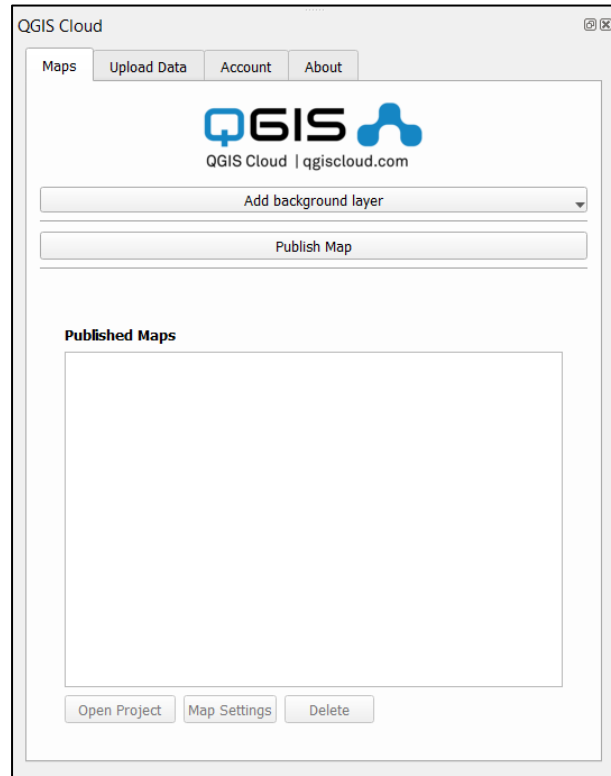 QGIS Cloud
Maps Upload Data Account About
QGIS
QGIS Cloud | qgiscloud.com
Add background layer
Publish Map
Published Maps
Open Project Map Settings Delete